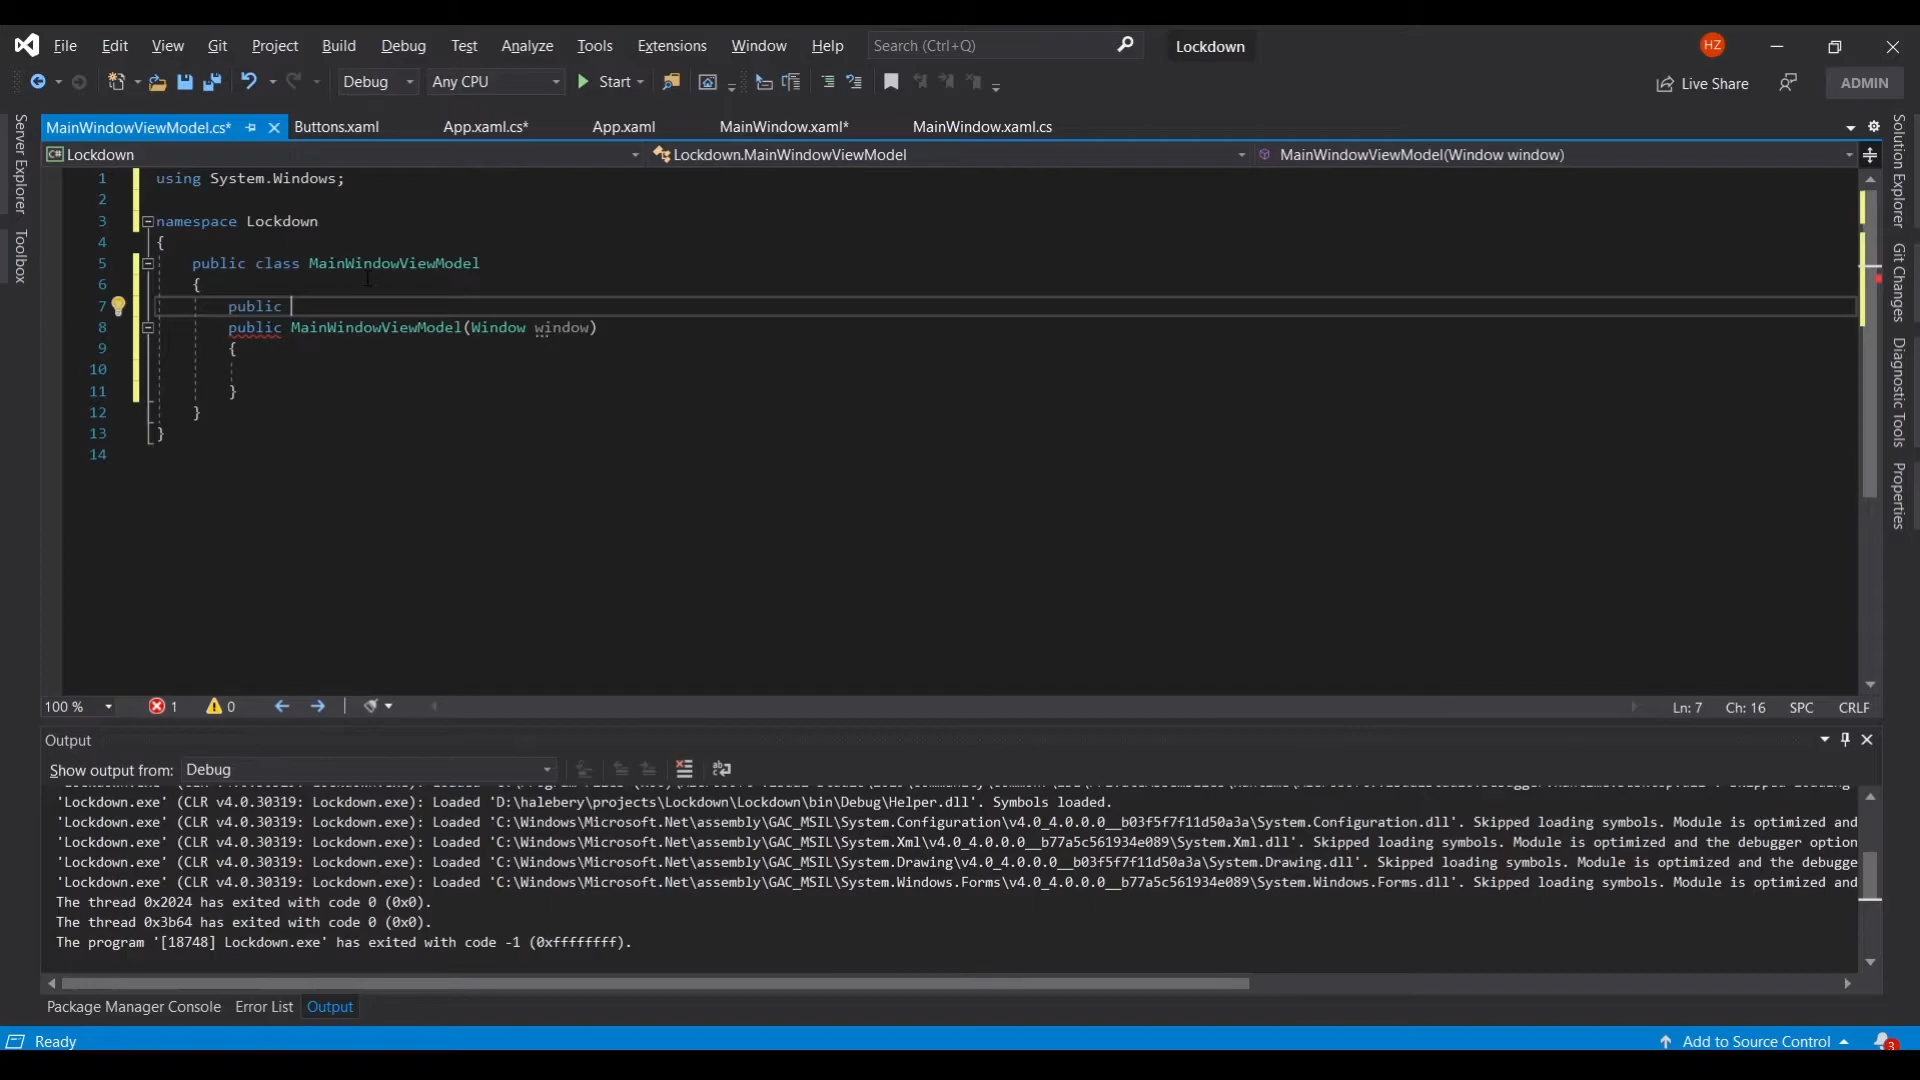 File Edit View Git Project Build Debug Test Analyze Tools Extensions Window Help Search (Ctrl+Q) Lockdown HZ
Debug Any CPU Start Live Share ADMIN
MainWindowViewModel.cs* Buttons.xaml App.xaml.cs* App.xaml MainWindow.xaml* MainWindow.xaml.cs
C# Lockdown Lockdown.MainWindowViewModel MainWindowViewModel(Window window)
Server Explorer
Toolbox
Solution Explorer
Git Changes
Diagnostic Tools
Properties
1 using System.Windows;
2
3 namespace Lockdown
4 {
5 public class MainWindowViewModel
6 {
7 public
8 public MainWindowViewModel(Window window)
9 {
10
11 }
12 }
13 }
14
100 % 1 0 Ln: 7 Ch: 16 SPC CRLF
Output
Show output from: Debug
'Lockdown.exe' (CLR v4.0.30319: Lockdown.exe): Loaded 'D:\halebery\projects\Lockdown\Lockdown\bin\Debug\Helper.dll'. Symbols loaded.
'Lockdown.exe' (CLR v4.0.30319: Lockdown.exe): Loaded 'C:\Windows\Microsoft.Net\assembly\GAC_MSIL\System.Configuration\v4.0_4.0.0.0__b03f5f7f11d50a3a\System.Configuration.dll'. Skipped loading symbols. Module is optimized and
'Lockdown.exe' (CLR v4.0.30319: Lockdown.exe): Loaded 'C:\Windows\Microsoft.Net\assembly\GAC_MSIL\System.Xml\v4.0_4.0.0.0__b77a5c561934e089\System.Xml.dll'. Skipped loading symbols. Module is optimized and the debugger option
'Lockdown.exe' (CLR v4.0.30319: Lockdown.exe): Loaded 'C:\Windows\Microsoft.Net\assembly\GAC_MSIL\System.Drawing\v4.0_4.0.0.0__b03f5f7f11d50a3a\System.Drawing.dll'. Skipped loading symbols. Module is optimized and the debugge
'Lockdown.exe' (CLR v4.0.30319: Lockdown.exe): Loaded 'C:\Windows\Microsoft.Net\assembly\GAC_MSIL\System.Windows.Forms\v4.0_4.0.0.0__b77a5c561934e089\System.Windows.Forms.dll'. Skipped loading symbols. Module is optimized and
The thread 0x2024 has exited with code 0 (0x0).
The thread 0x3b64 has exited with code 0 (0x0).
The program '[18748] Lockdown.exe' has exited with code -1 (0xffffffff).
Package Manager Console Error List Output
Ready Add to Source Control 3